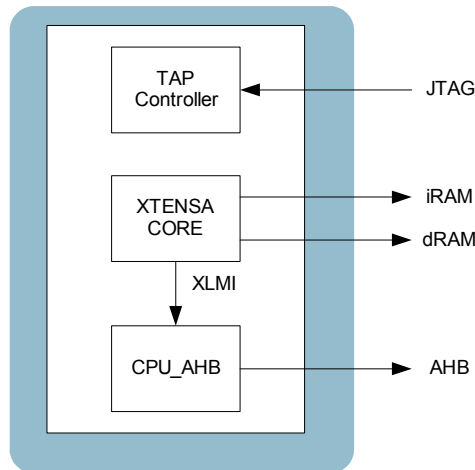 TAP
Controller
JTAG
XTENSA
CORE
iRAM
dRAM
XLMI
CPU_AHB
AHB